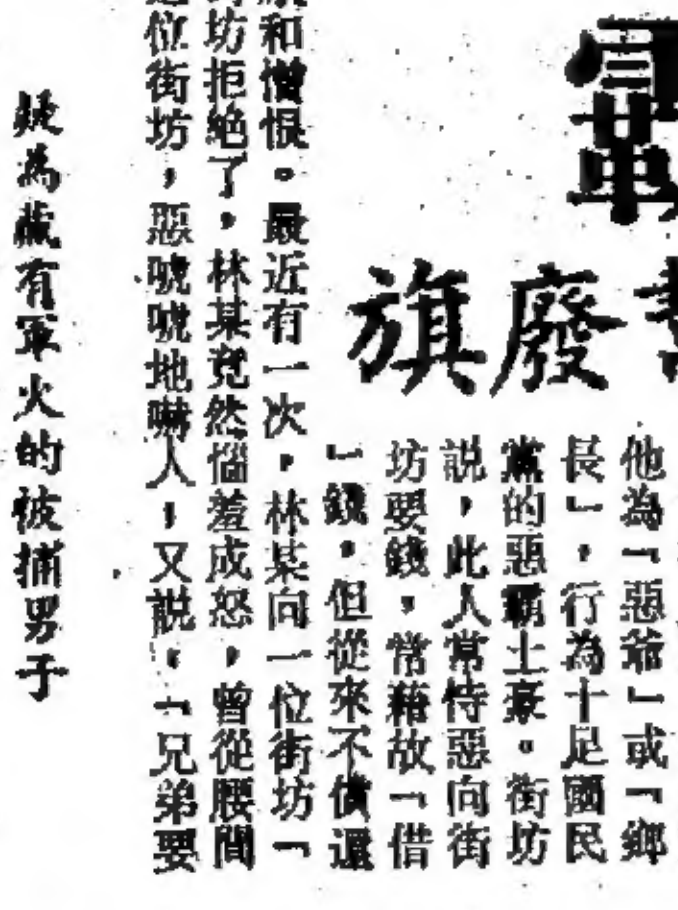 軍
廢旗
他為「惡爺」或「鄉
長」，行為十足國民
黨的惡霸土豪。街坊
説，此人常恃惡向街
坊要錢，常藉故「借
」錢，但從來不償還
和憎恨。最近有一次，林某向一位街坊「
坊拒絕了，林某竟然惱羞成怒，曾從腰間
位街坊，惡唬唬地嚇人，又説，「兄弟要
疑為藏有軍火的被捕男子